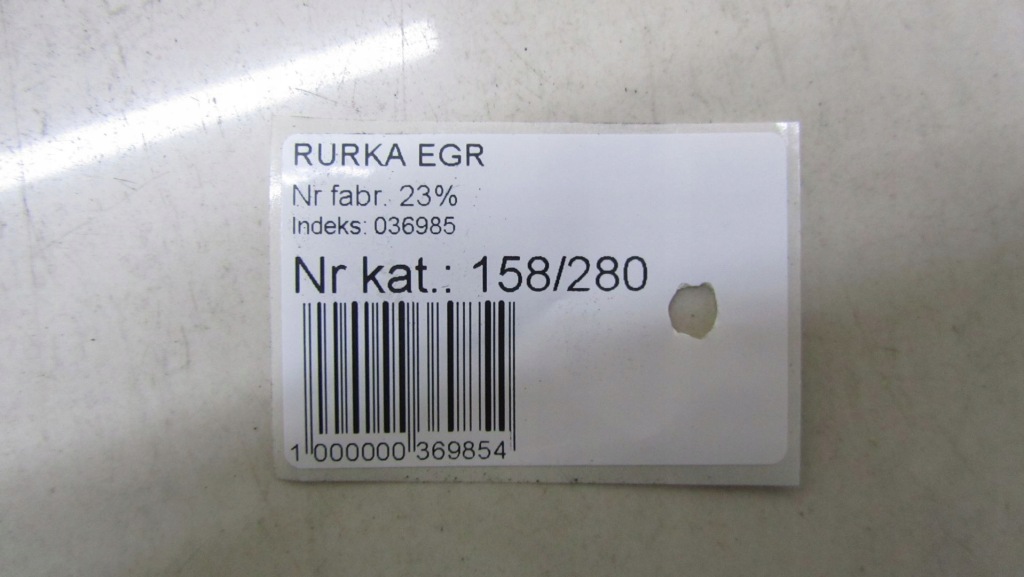 RURKA EGR
Nr fabr. 23%
Indeks: 036985
Nr kat.: 158/280
1 000000 369854